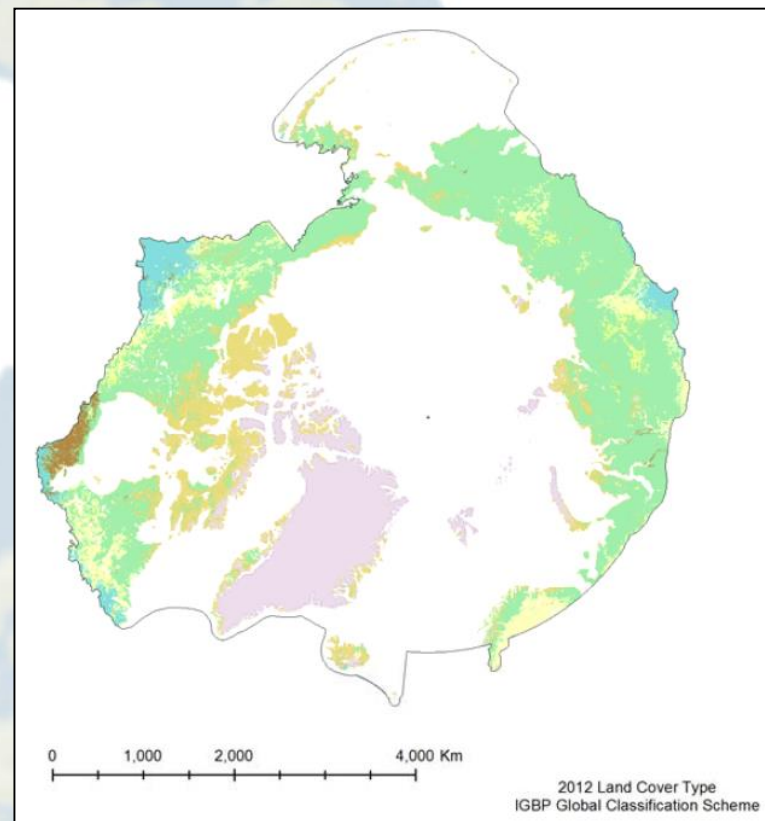 0 1,000 2,000 4,000 Km
2012 Land Cover Type
IGBP Global Classification Scheme